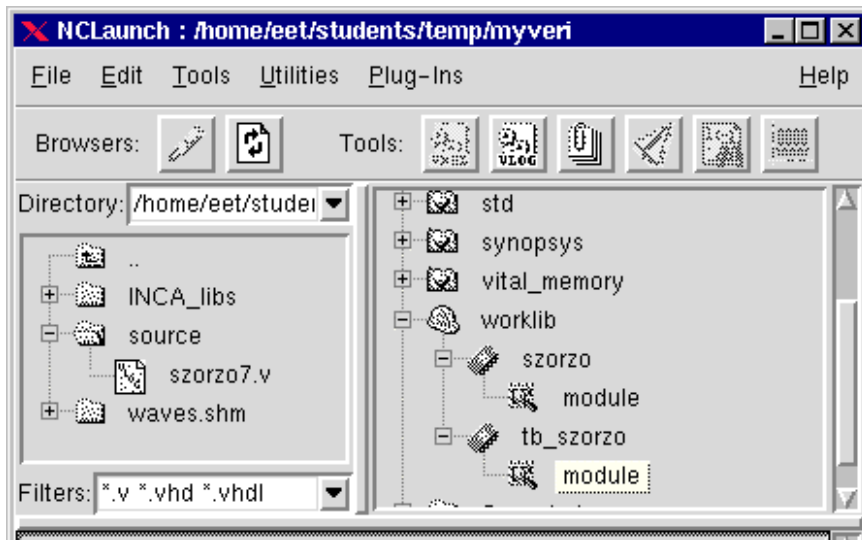 NCLaunch : /home/eet/students/temp/myveri
File Edit Tools Utilities Plug-Ins Help
Browsers: Tools: VLOG
Directory: /home/eet/studer
..
INCA_libs
source
szorzo7.v
waves.shm
Filters: *.v *.vhd *.vhdl
std
synopsys
vital_memory
worklib
szorzo
module
tb_szorzo
module